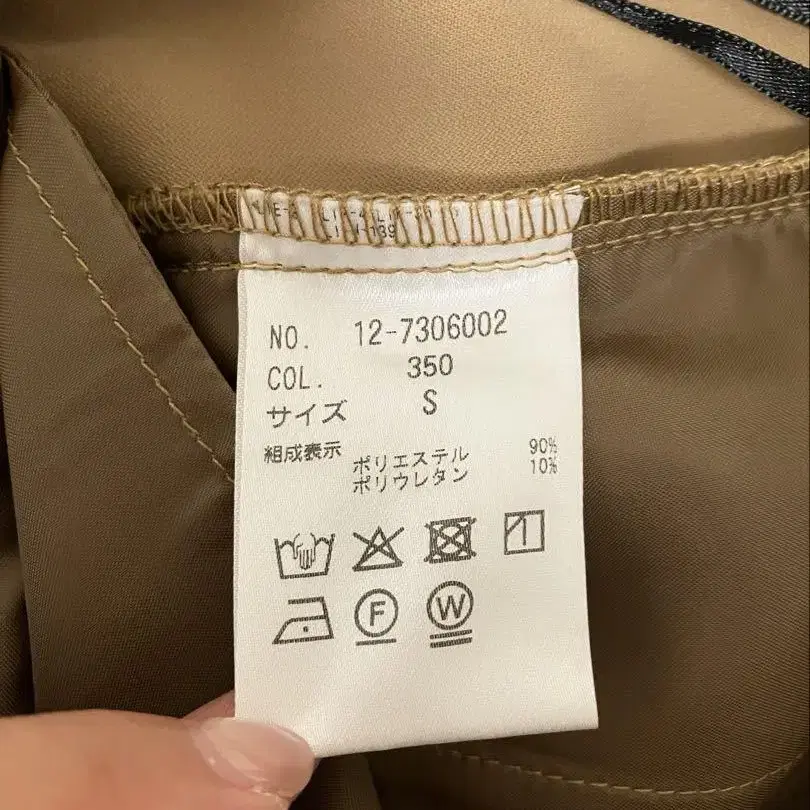 NO. 12-7306002
COL. 350
サイズ S
組成表示
ポリエステル 90%
ポリウレタン 10%
F W